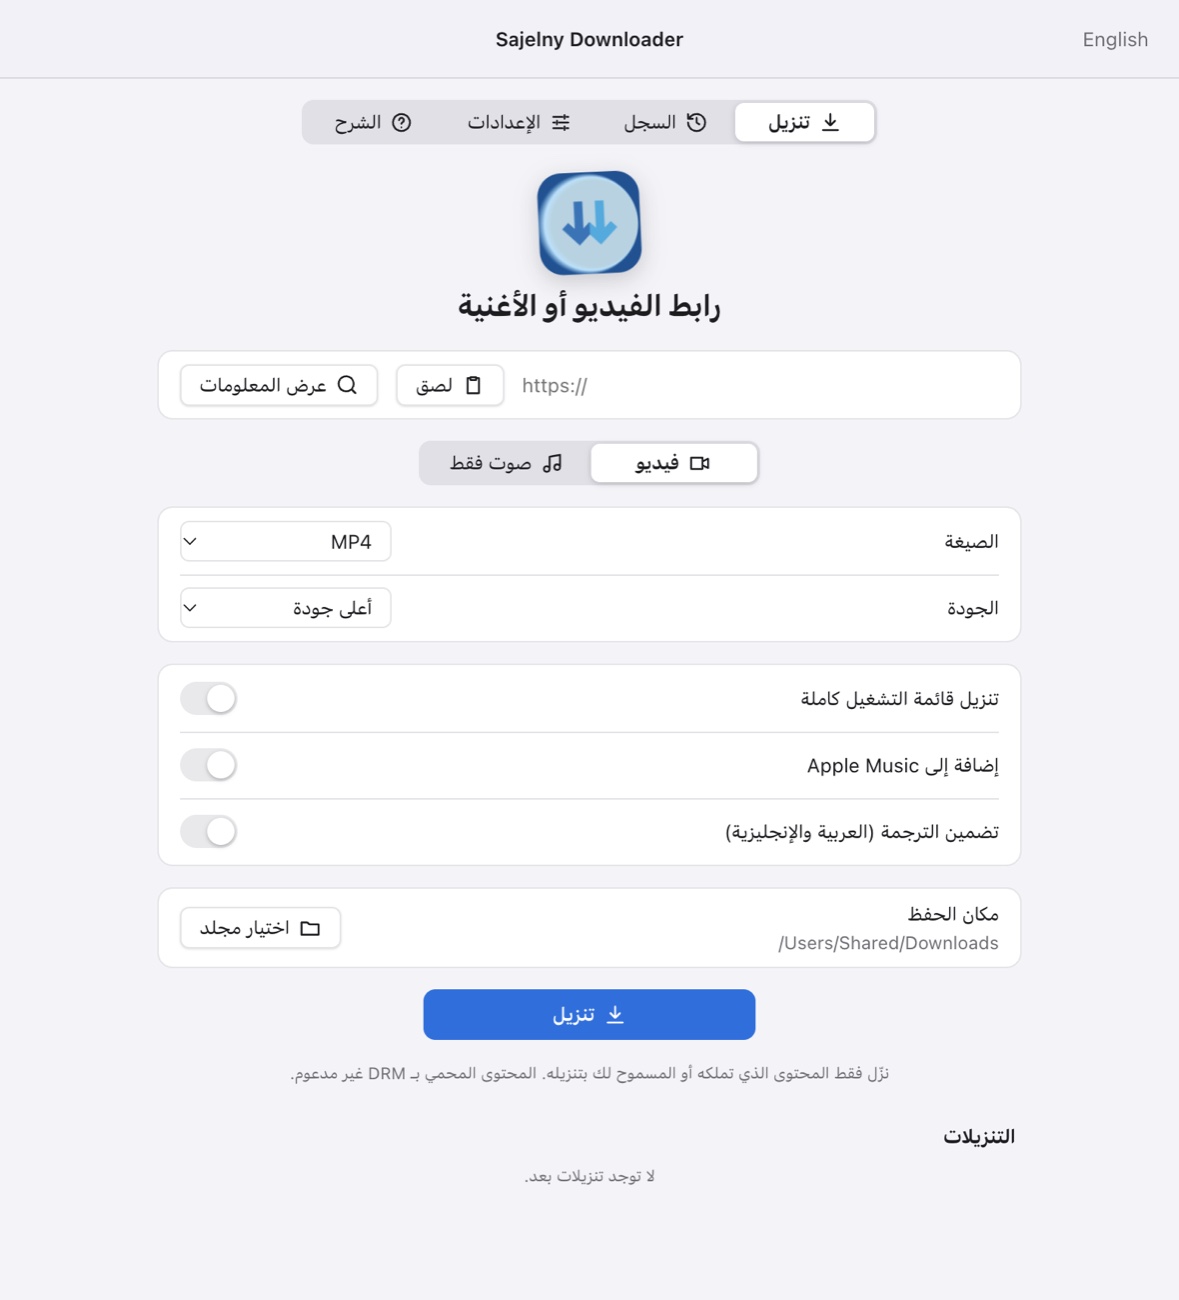 Sajelny Downloader
English
تنزيل
السجل
الإعدادات
الشرح
رابط الفيديو أو الأغنية
https://
لصق
عرض المعلومات
فيديو
صوت فقط
الصيغة
MP4
الجودة
أعلى جودة
تنزيل قائمة التشغيل كاملة
إضافة إلى Apple Music
تضمين الترجمة (العربية والإنجليزية)
مكان الحفظ
/Users/Shared/Downloads
اختيار مجلد
تنزيل
نزّل فقط المحتوى الذي تملكه أو المسموح لك بتنزيله. المحتوى المحمي بـ DRM غير مدعوم.
التنزيلات
لا توجد تنزيلات بعد.